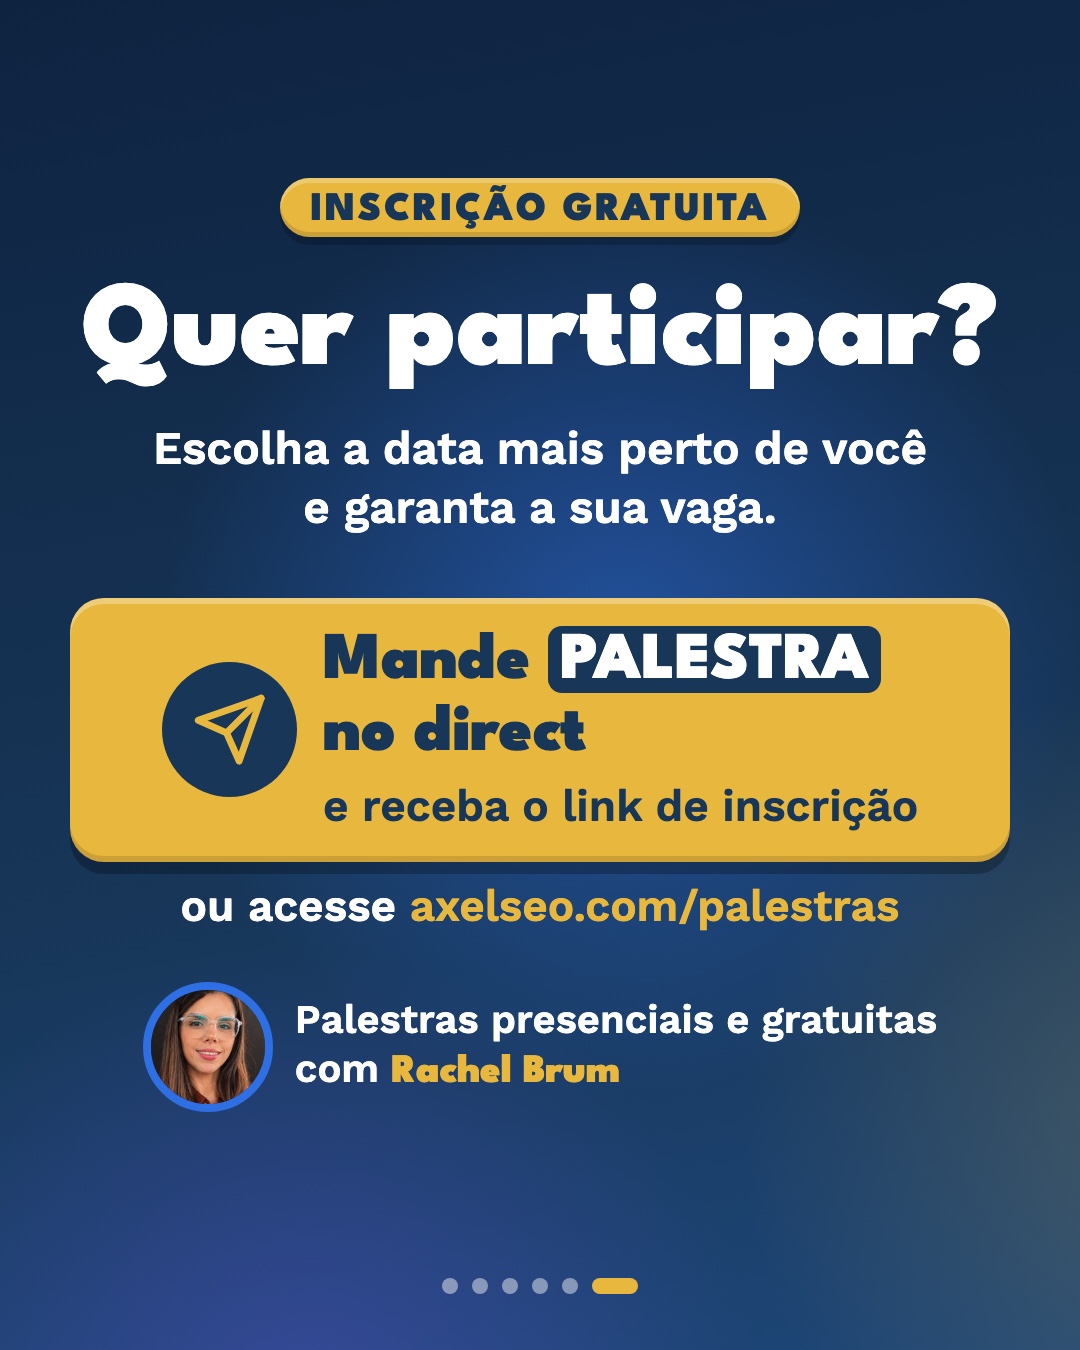 INSCRIÇÃO GRATUITA
Quer participar?
Escolha a data mais perto de você
e garanta a sua vaga.
Mande PALESTRA
no direct
e receba o link de inscrição
ou acesse axelseo.com/palestras
Palestras presenciais e gratuitas
com Rachel Brum